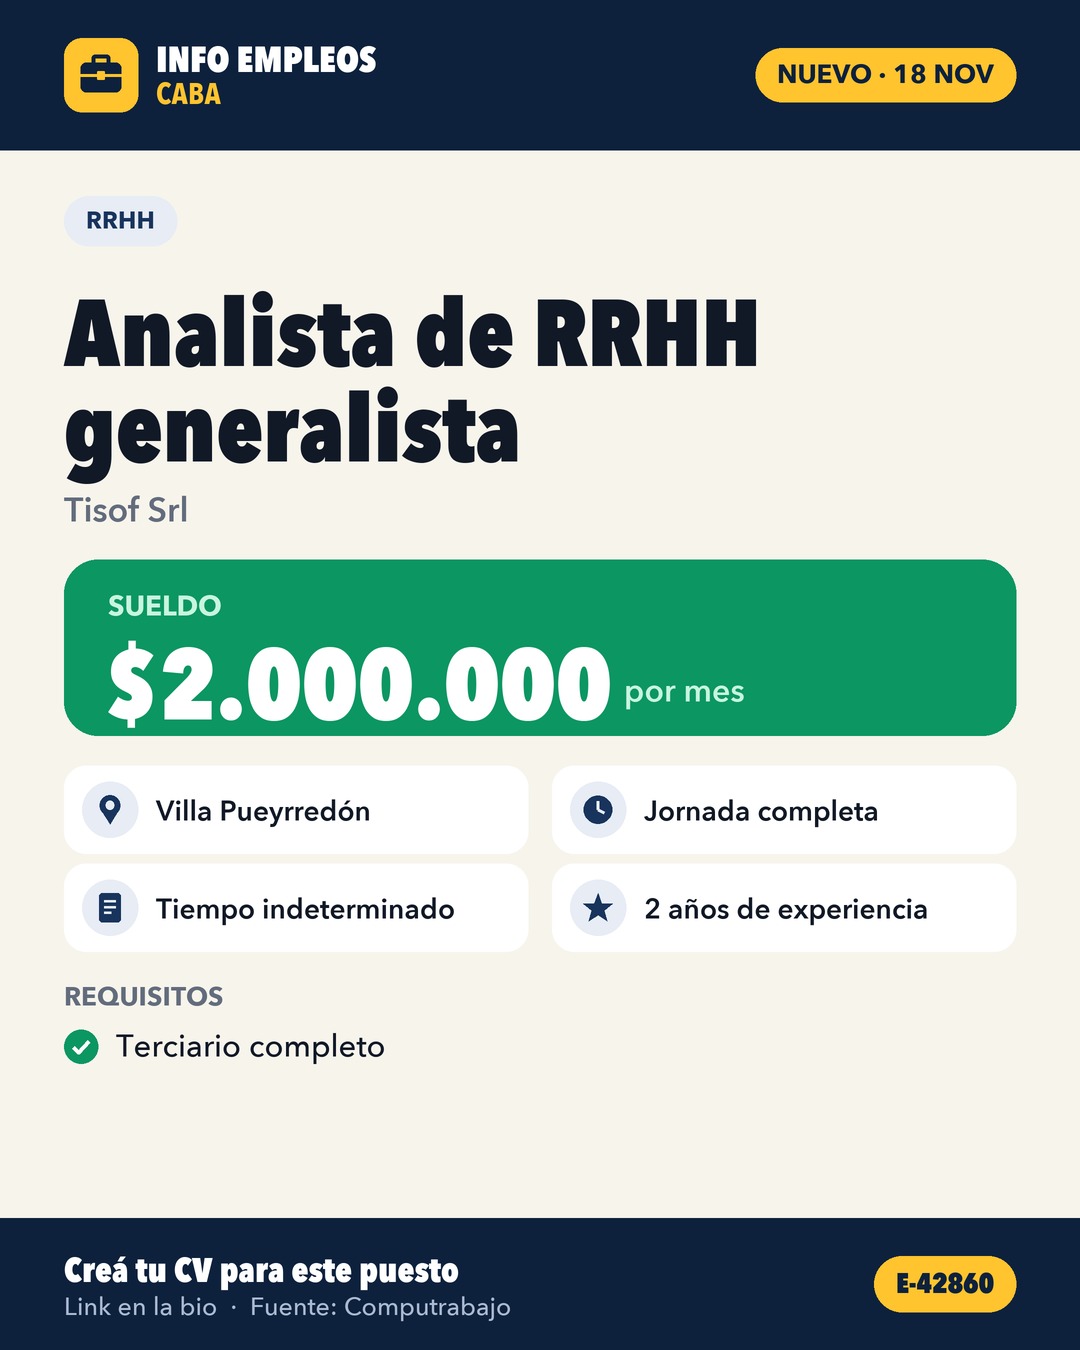 INFO EMPLEOS
CABA
NUEVO · 18 NOV
RRHH
Analista de RRHH
generalista
Tisof Srl
SUELDO
$2.000.000 por mes
Villa Pueyrredón
Jornada completa
Tiempo indeterminado
2 años de experiencia
REQUISITOS
Terciario completo
Creá tu CV para este puesto
Link en la bio · Fuente: Computrabajo
E-42860